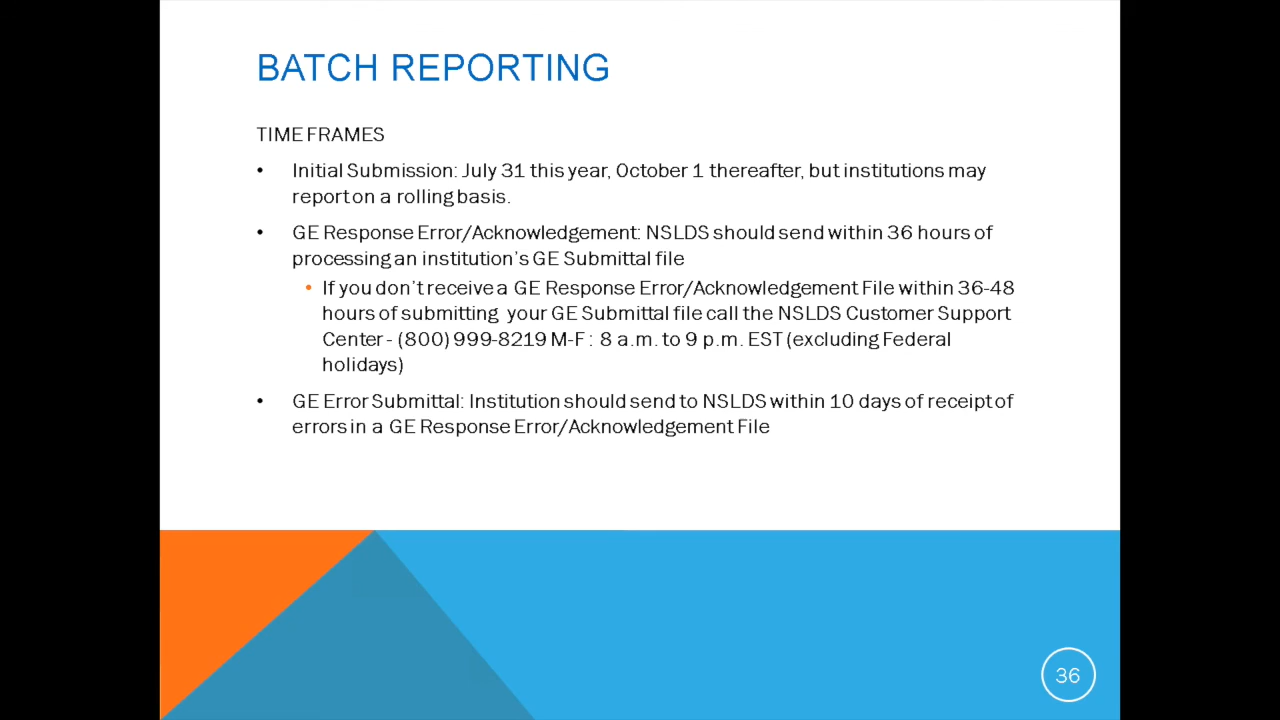 BATCH REPORTING
TIME FRAMES
• Initial Submission: July 31 this year, October 1 thereafter, but institutions may
report on a rolling basis.
• GE Response Error/Acknowledgement: NSLDS should send within 36 hours of
processing an institution's GE Submittal file
• If you don't receive a GE Response Error/Acknowledgement File within 36-48
hours of submitting your GE Submittal file call the NSLDS Customer Support
Center - (800) 999-8219 M-F : 8 a.m. to 9 p.m. EST (excluding Federal
holidays)
• GE Error Submittal: Institution should send to NSLDS within 10 days of receipt of
errors in a GE Response Error/Acknowledgement File
36